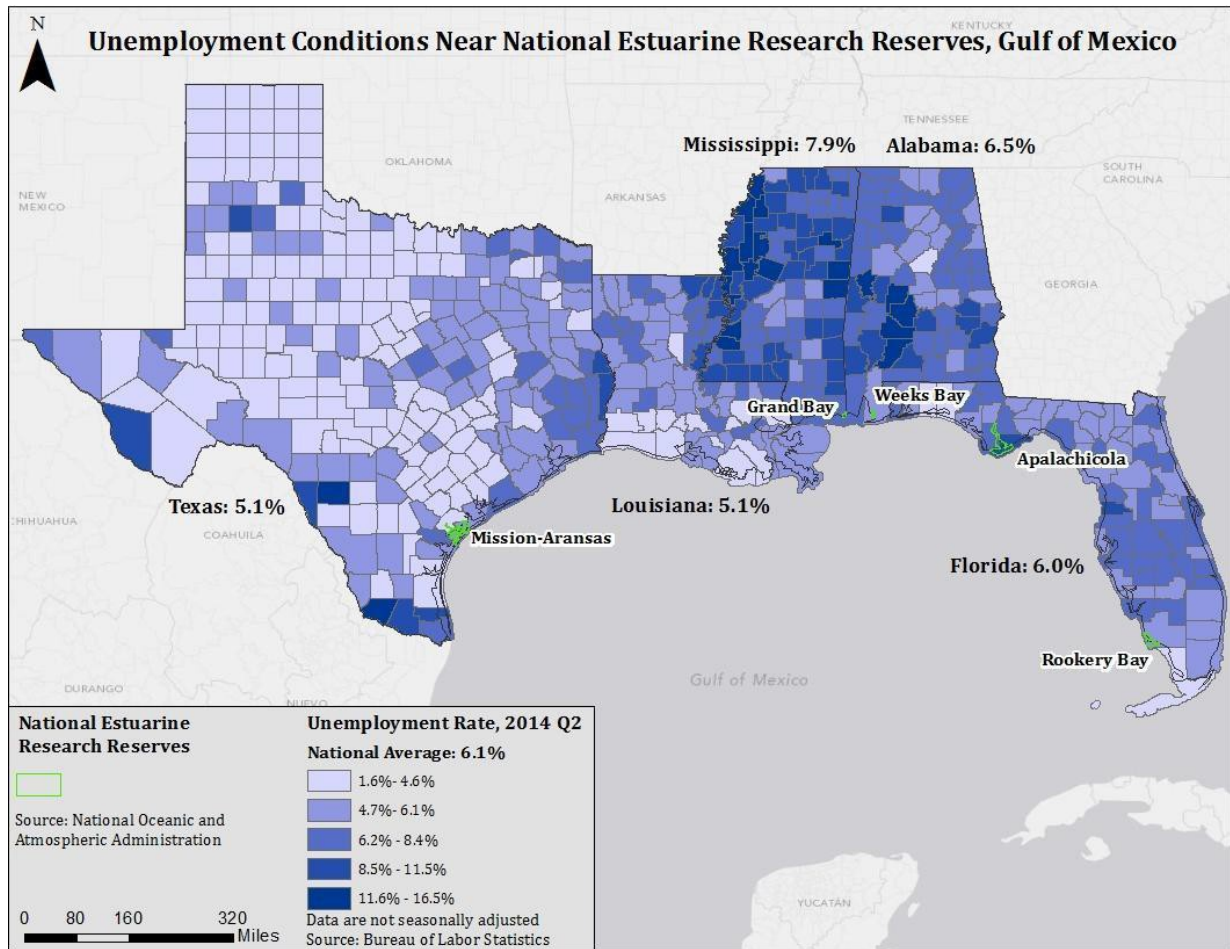 N
Unemployment Conditions Near National Estuarine Research Reserves, Gulf of Mexico
KENTUCKY
TENNESSEE
Mississippi: 7.9%
Alabama: 6.5%
OKLAHOMA
SOUTH
CAROLINA
NEW
MEXICO
ARKANSAS
GEORGIA
Grand Bay
Weeks Bay
Apalachicola
Texas: 5.1%
Louisiana: 5.1%
CHIHUAHUA
COAHUILA
Mission-Aransas
Florida: 6.0%
Rookery Bay
Gulf of Mexico
DURANGO
NUEVO
National Estuarine
Research Reserves
Source: National Oceanic and
Atmospheric Administration
0 80 160 320
Miles
Unemployment Rate, 2014 Q2
National Average: 6.1%
1.6%- 4.6%
4.7%- 6.1%
6.2% - 8.4%
8.5% - 11.5%
11.6% - 16.5%
Data are not seasonally adjusted
Source: Bureau of Labor Statistics
YUCATÁN